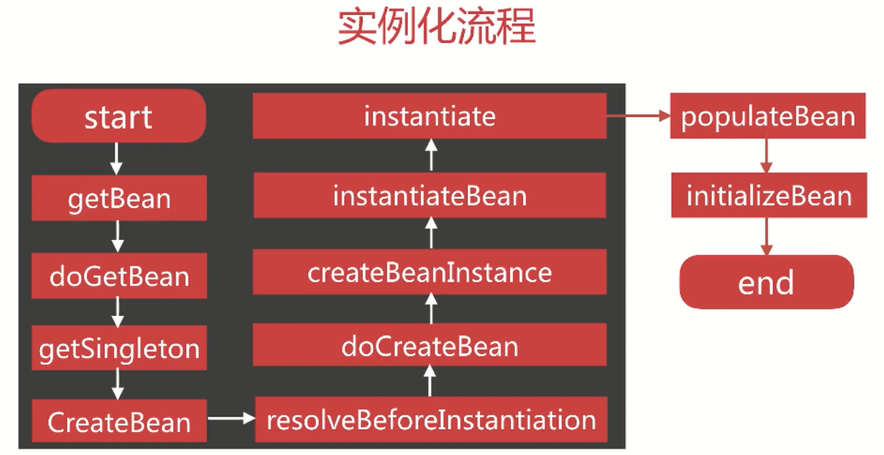 实例化流程
start
getBean
doGetBean
getSingleton
CreateBean
resolveBeforeInstantiation
doCreateBean
createBeanInstance
instantiateBean
instantiate
populateBean
initializeBean
end